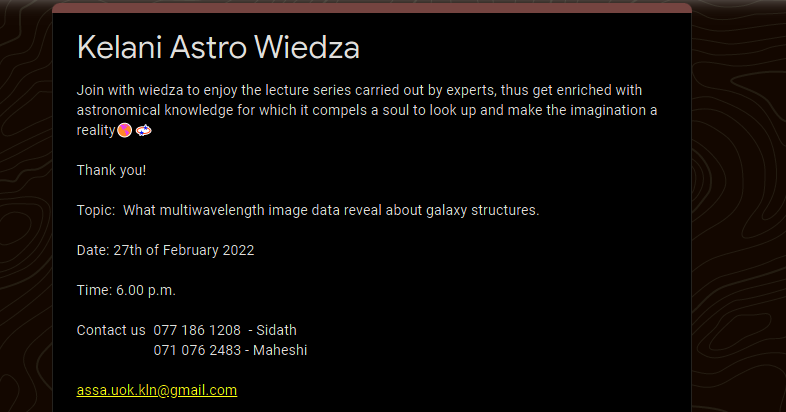 Kelani Astro Wiedza
Join with wiedza to enjoy the lecture series carried out by experts, thus get enriched with
astronomical knowledge for which it compels a soul to look up and make the imagination a
reality
Thank you!
Topic: What multiwavelength image data reveal about galaxy structures.
Date: 27th of February 2022
Time: 6.00 p.m.
Contact us 077 186 1208 - Sidath
071 076 2483 - Maheshi
assa.uok.kln@gmail.com